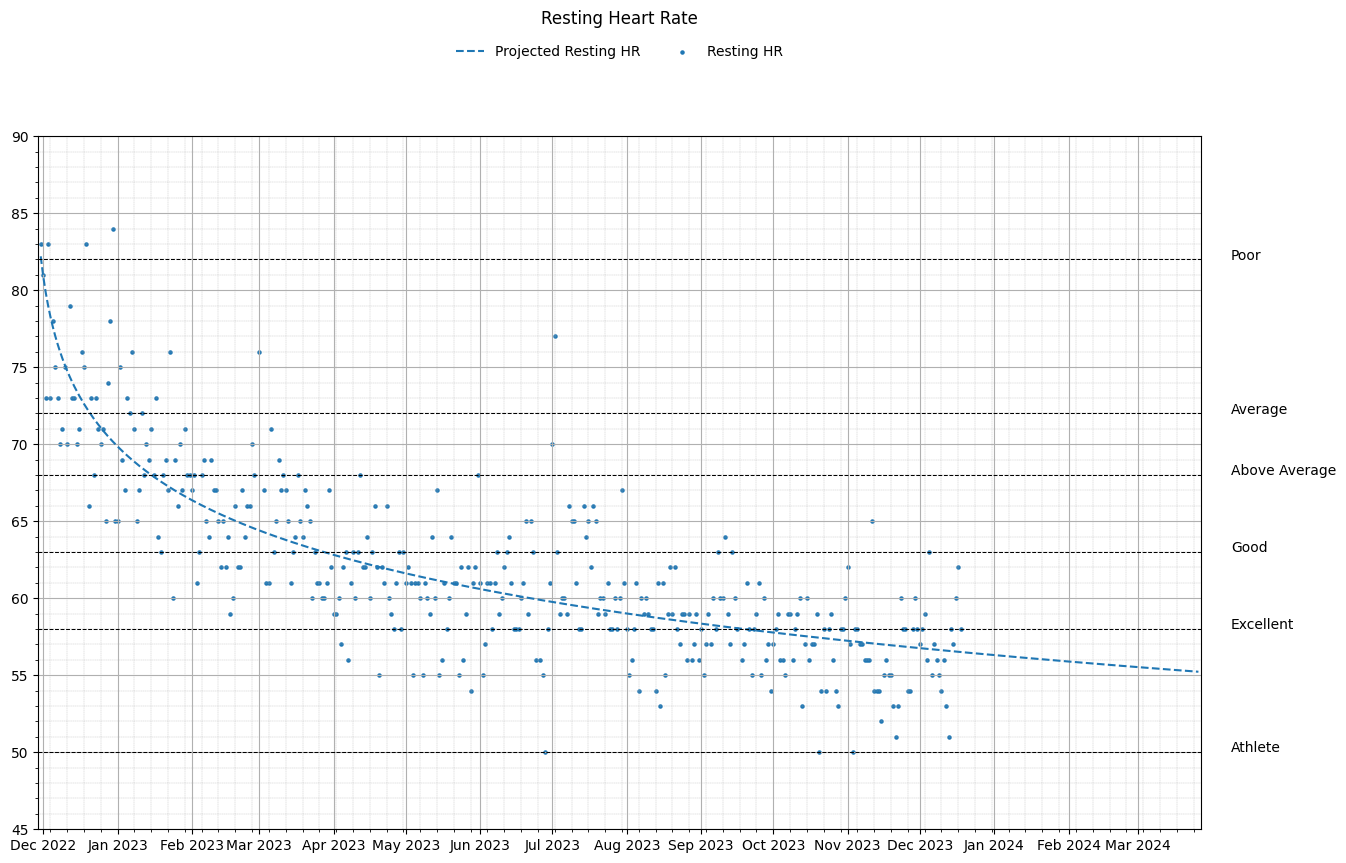 Resting Heart Rate
Projected Resting HR
Resting HR
90
85
Poor
80
75
Average
70
Above Average
65
Good
60
Excellent
55
50
Athlete
45
Dec 2022 Jan 2023 Feb 2023 Mar 2023 Apr 2023 May 2023 Jun 2023 Jul 2023 Aug 2023 Sep 2023 Oct 2023 Nov 2023 Dec 2023 Jan 2024 Feb 2024 Mar 2024